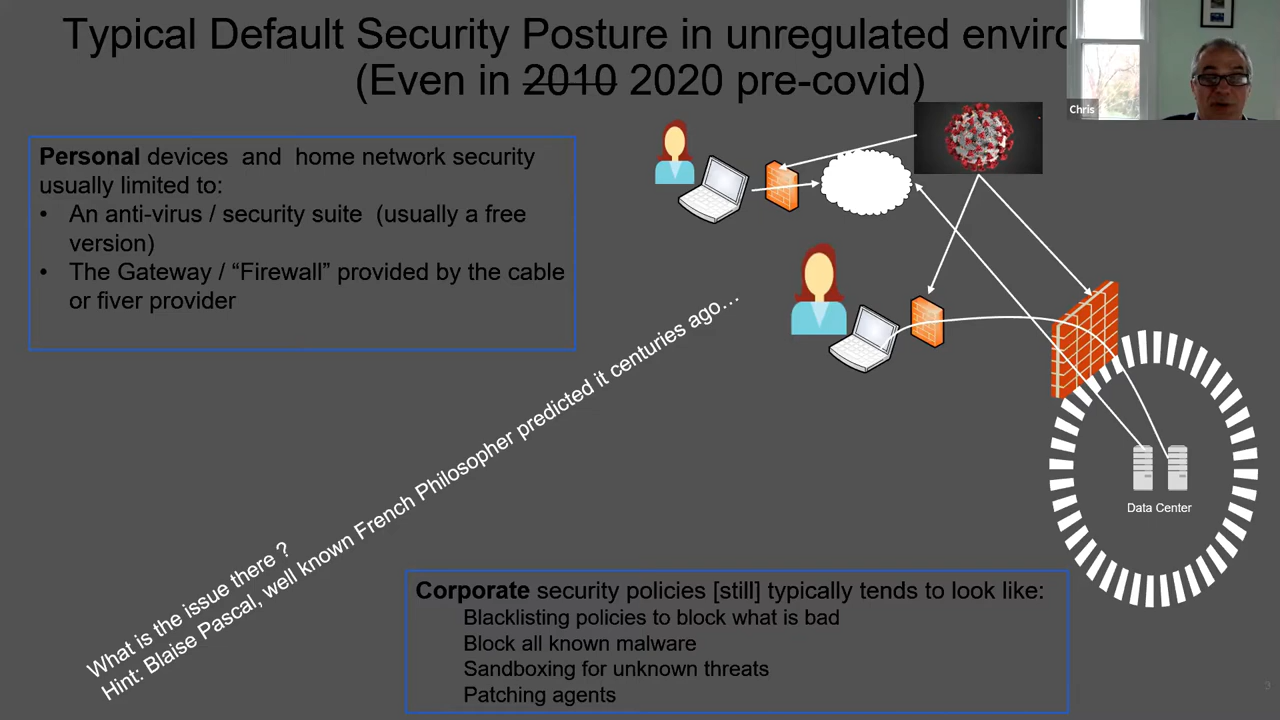 Typical Default Security Posture in unregulated
(Even in 2010 2020 pre-covid)
Chris
Personal devices and home network security
usually limited to:
• An anti-virus / security suite (usually a free
version)
• The Gateway / “Firewall” provided by the cable
or fiver provider
What is the issue there ?
Hint: Blaise Pascal, well known French Philosopher predicted it centuries ago…
Data Center
Corporate security policies [still] typically tends to look like:
Blacklisting policies to block what is bad
Block all known malware
Sandboxing for unknown threats
Patching agents
3